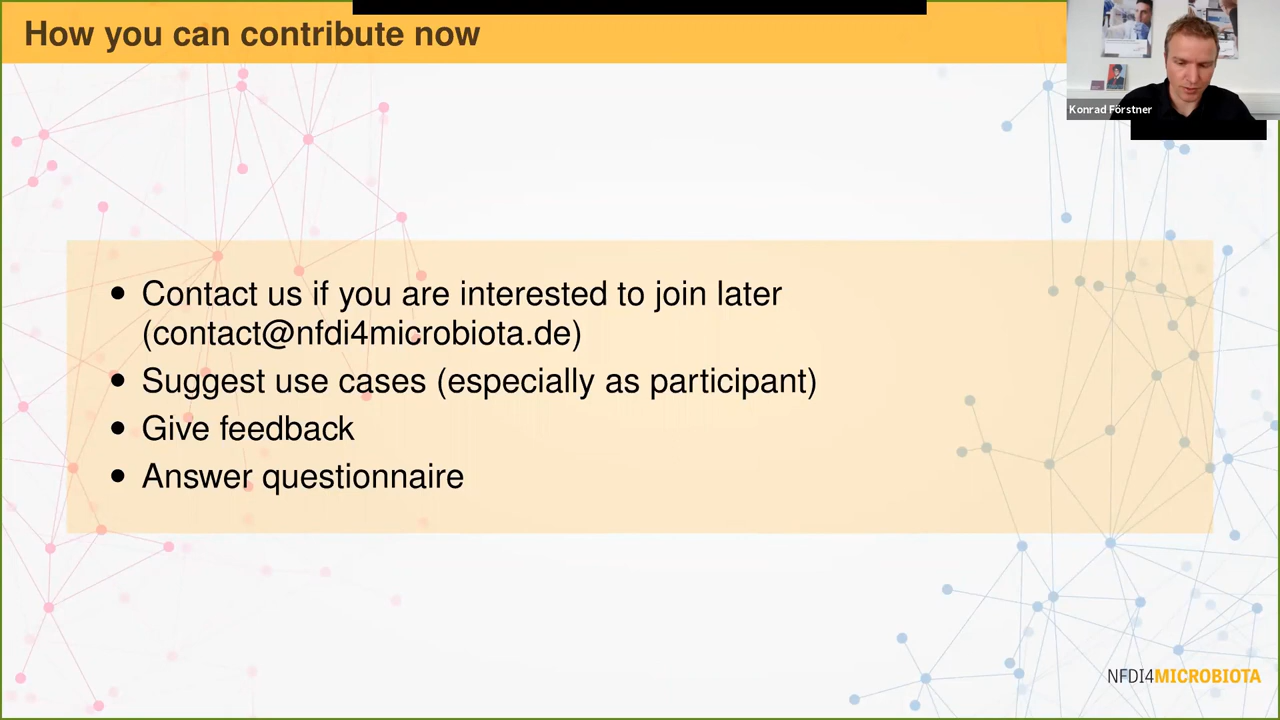 How you can contribute now
Konrad Förstner
• Contact us if you are interested to join later
(contact@nfdi4microbiota.de)
• Suggest use cases (especially as participant)
• Give feedback
• Answer questionnaire
NFDI4MICROBIOTA